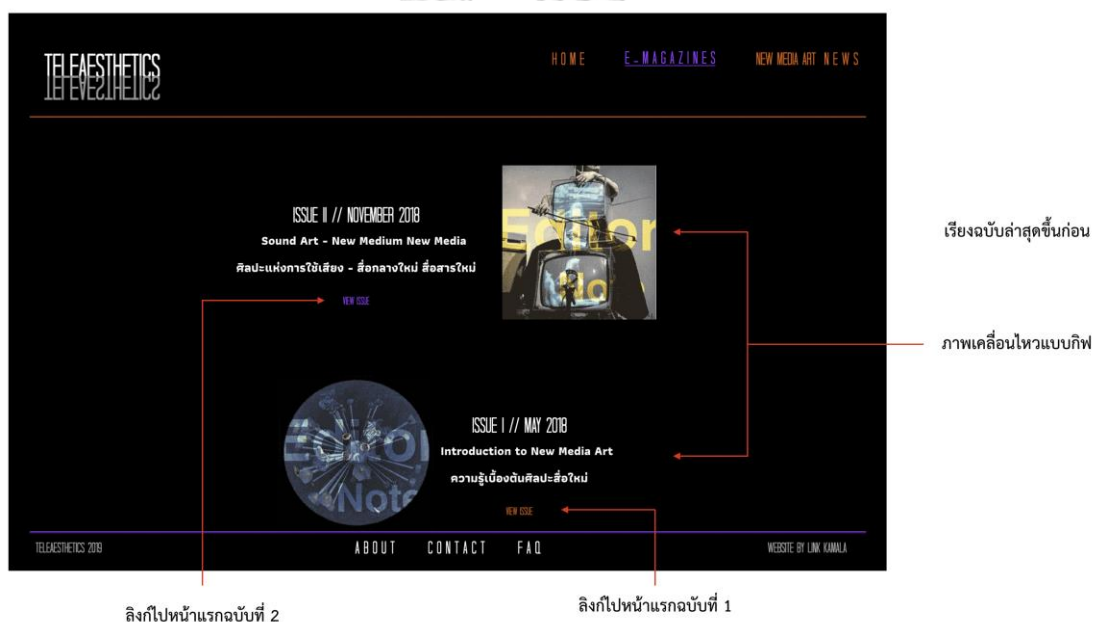 TELEAESTHETICS
HOME E-MAGAZINES NEW MEDIA ART NEWS
ISSUE II // NOVEMBER 2018
Sound Art - New Medium New Media
ศิลปะแห่งการใช้เสียง - สื่อกลางใหม่ สื่อสารใหม่
VIEW ISSUE
Editor
Note
เรียงฉบับล่าสุดขึ้นก่อน
ภาพเคลื่อนไหวแบบกิฟ
Editor
Note
ISSUE I // MAY 2018
Introduction to New Media Art
ความรู้เบื้องต้นศิลปะสื่อใหม่
VIEW ISSUE
TELEAESTHETICS 2019
ABOUT CONTACT FAQ
WEBSITE BY LINK KAMALA
ลิงก์ไปหน้าแรกฉบับที่ 2
ลิงก์ไปหน้าแรกฉบับที่ 1